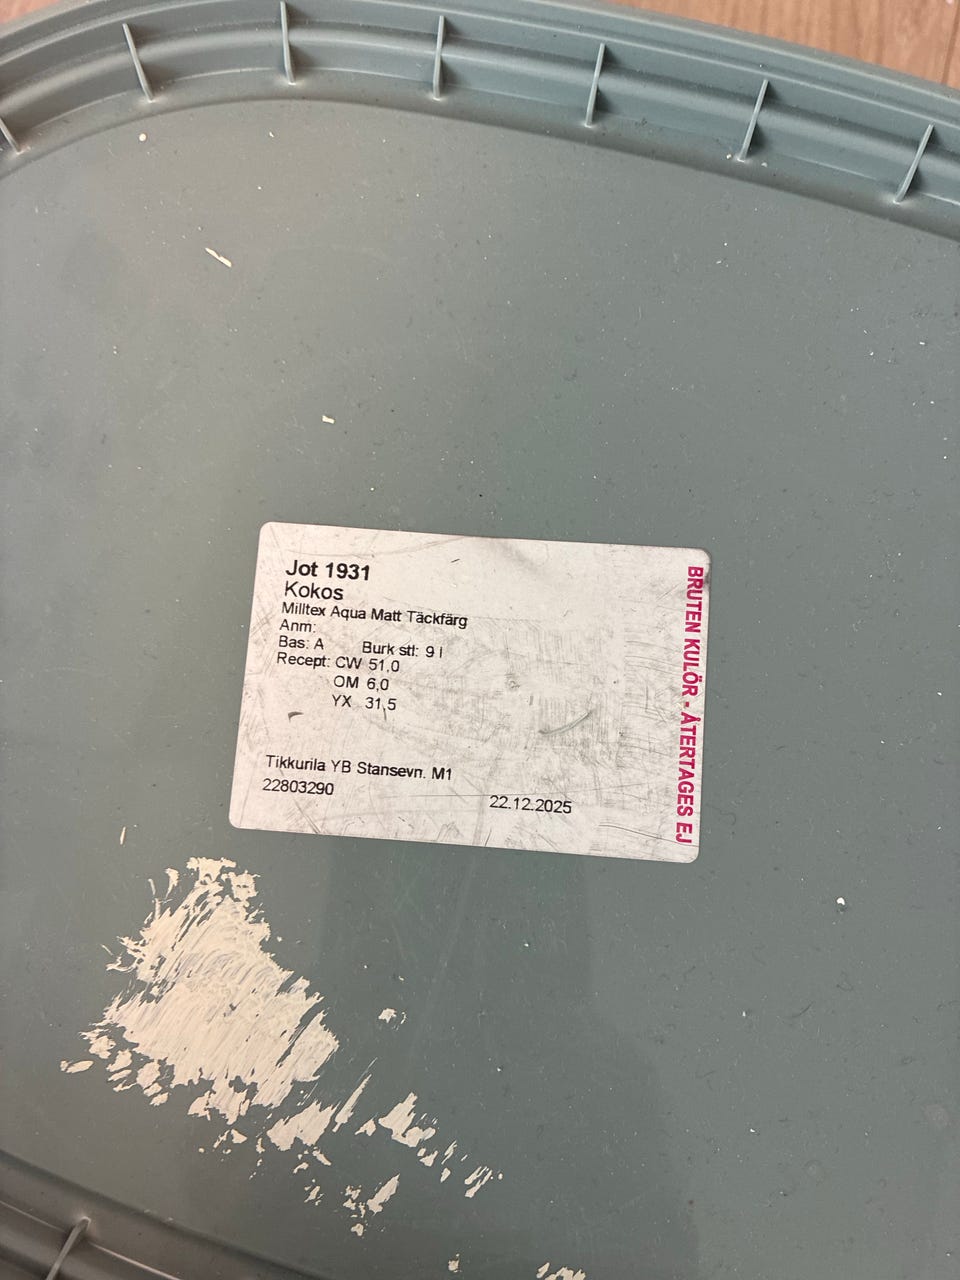 Jot 1931
Kokos
Milltex Aqua Matt Täckfärg
Anm:
Bas: A Burk stl: 9 l
Recept: CW 51,0
OM 6,0
YX 31,5
Tikkurila YB Stansevn. M1
22803290
22.12.2025
BRUTEN KULÖR - ÅTERTAGES EJ